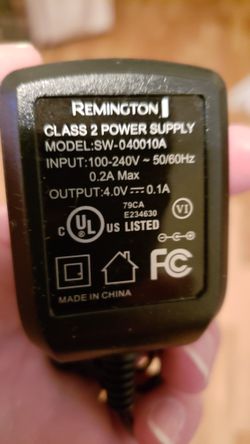 REMINGTON
CLASS 2 POWER SUPPLY
MODEL:SW-040010A
INPUT:100-240V ~ 50/60Hz
0.2A Max
OUTPUT:4.0V ⎓ 0.1A
79CA
E234630
VI
C UL US LISTED
FC
MADE IN CHINA